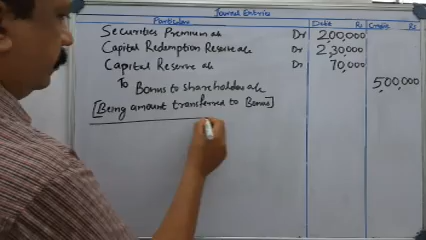 Journal Entries
Particulars Debit Rs Credit Rs
Securities Premium a/c Dr 2,00,000
Capital Redemption Reserve a/c Dr 2,30,000
Capital Reserve a/c Dr 70,000
To Bonus to shareholders a/c 5,00,000
[Being amount transferred to Bonus]